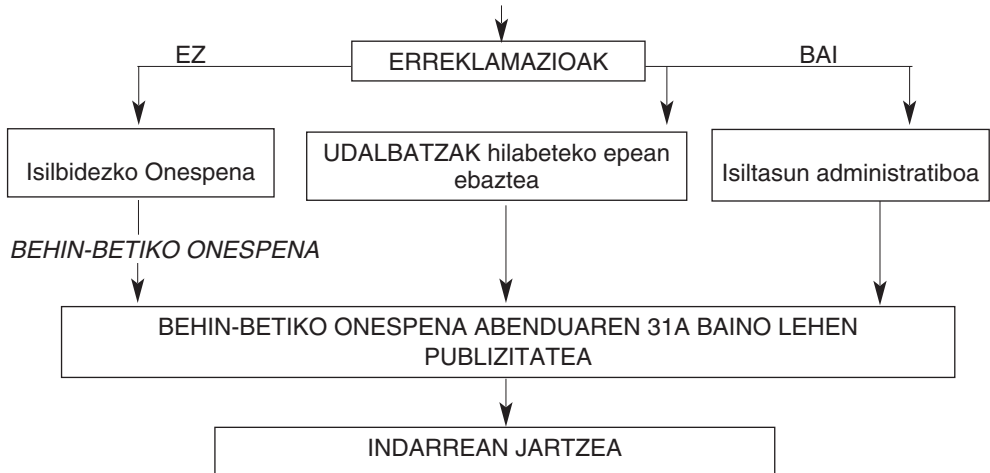 EZ
ERREKLAMAZIOAK
BAI
Isilbidezko Onespena
UDALBATZAK hilabeteko epean
ebaztea
Isiltasun administratiboa
BEHIN-BETIKO ONESPENA
BEHIN-BETIKO ONESPENA ABENDUAREN 31A BAINO LEHEN
PUBLIZITATEA
INDARREAN JARTZEA